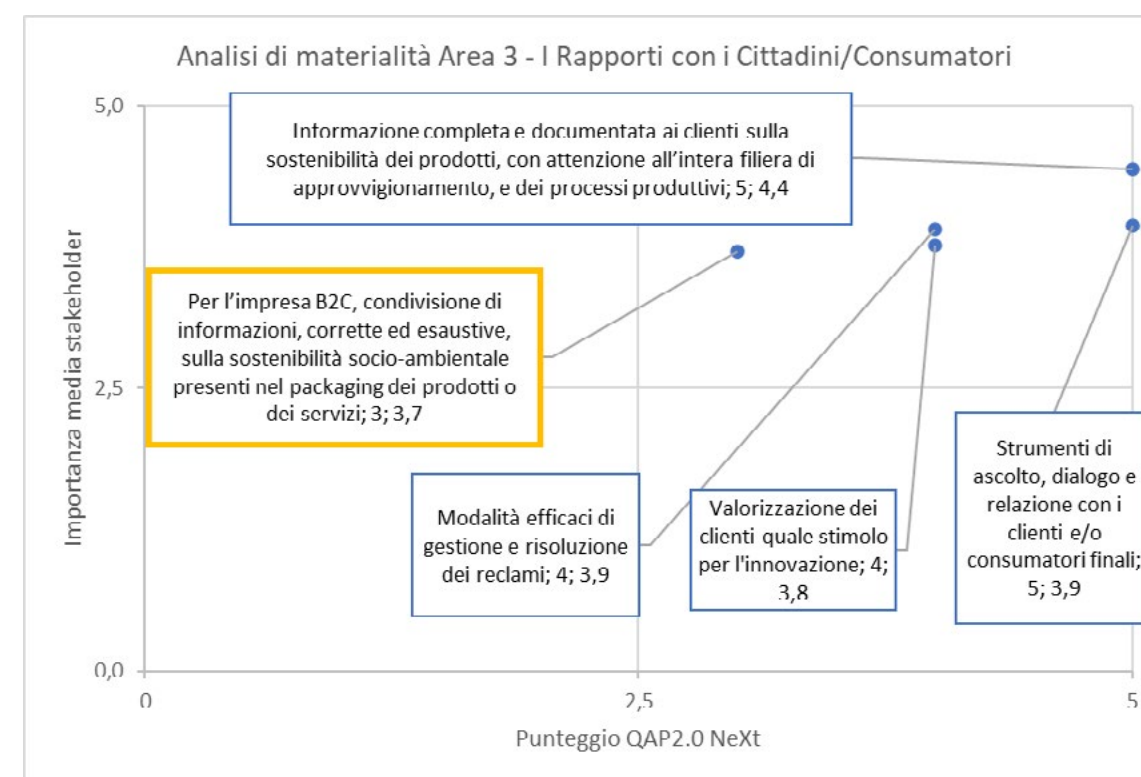 Analisi di materialità Area 3 - I Rapporti con i Cittadini/Consumatori
5,0
Informazione completa e documentata ai clienti sulla
sostenibilità dei prodotti, con attenzione all'intera filiera di
approvvigionamento, e dei processi produttivi; 5; 4,4
Importanza media stakeholder
Per l'impresa B2C, condivisione di
informazioni, corrette ed esaustive,
sulla sostenibilità socio-ambientale
presenti nel packaging dei prodotti o
dei servizi; 3; 3,7
2,5
Modalità efficaci di
gestione e risoluzione
dei reclami; 4; 3,9
Valorizzazione dei
clienti quale stimolo
per l'innovazione; 4;
3,8
Strumenti di
ascolto, dialogo e
relazione con i
clienti e/o
consumatori finali;
5; 3,9
0,0
0
2,5
5
Punteggio QAP2.0 NeXt